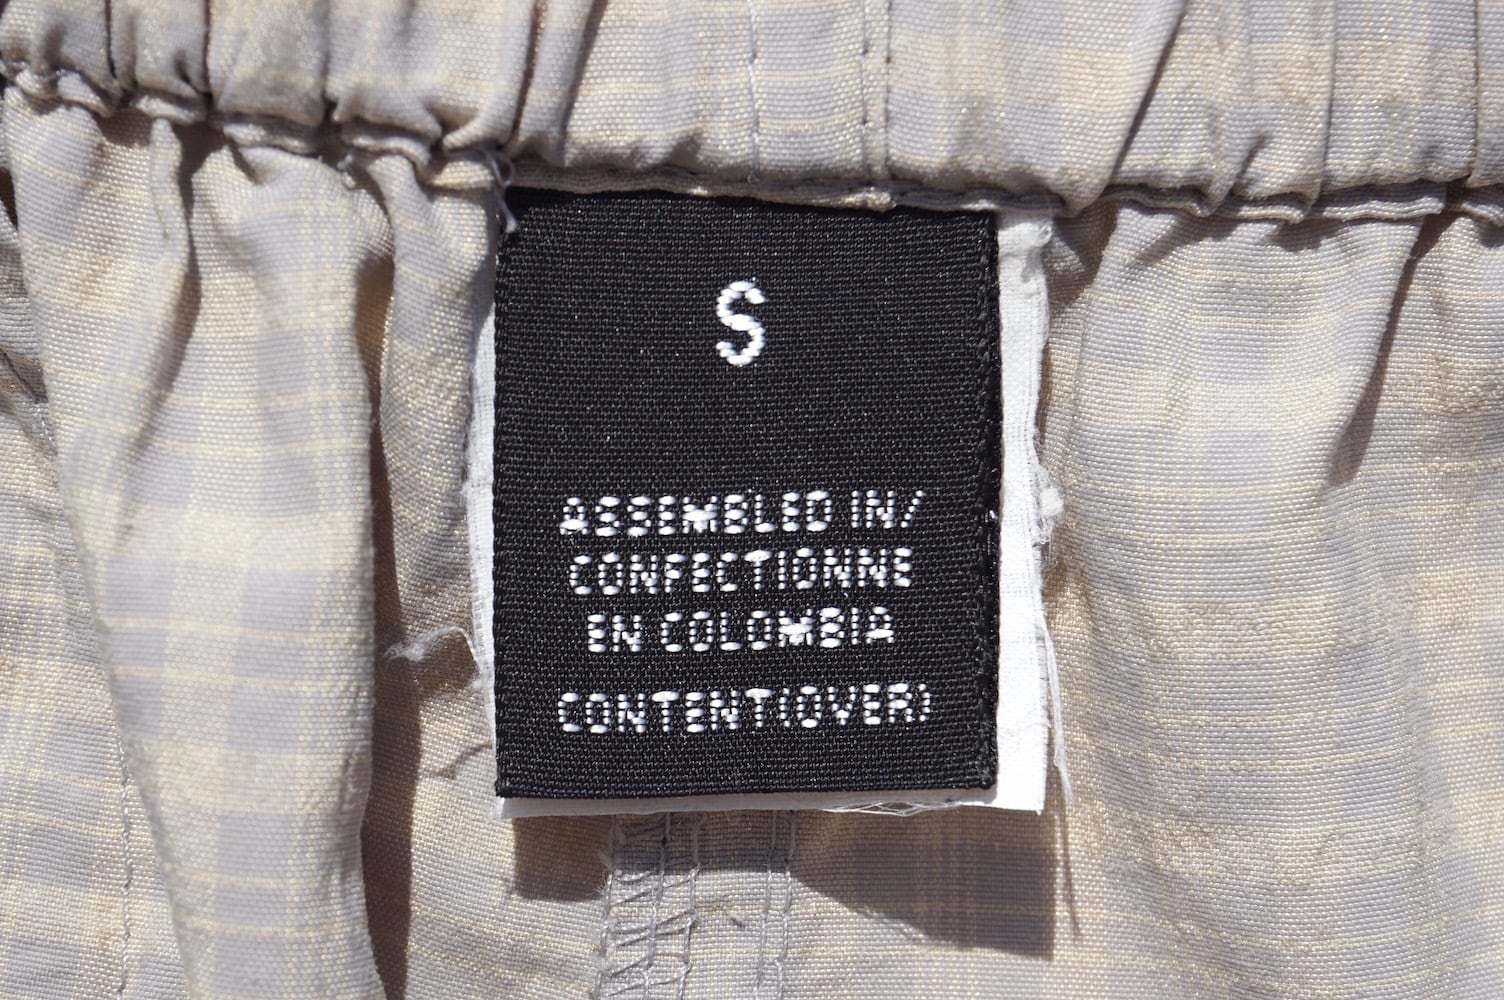 S
ASSEMBLED IN/
CONFECTIONNE
EN COLOMBIA
CONTENT(OVER)